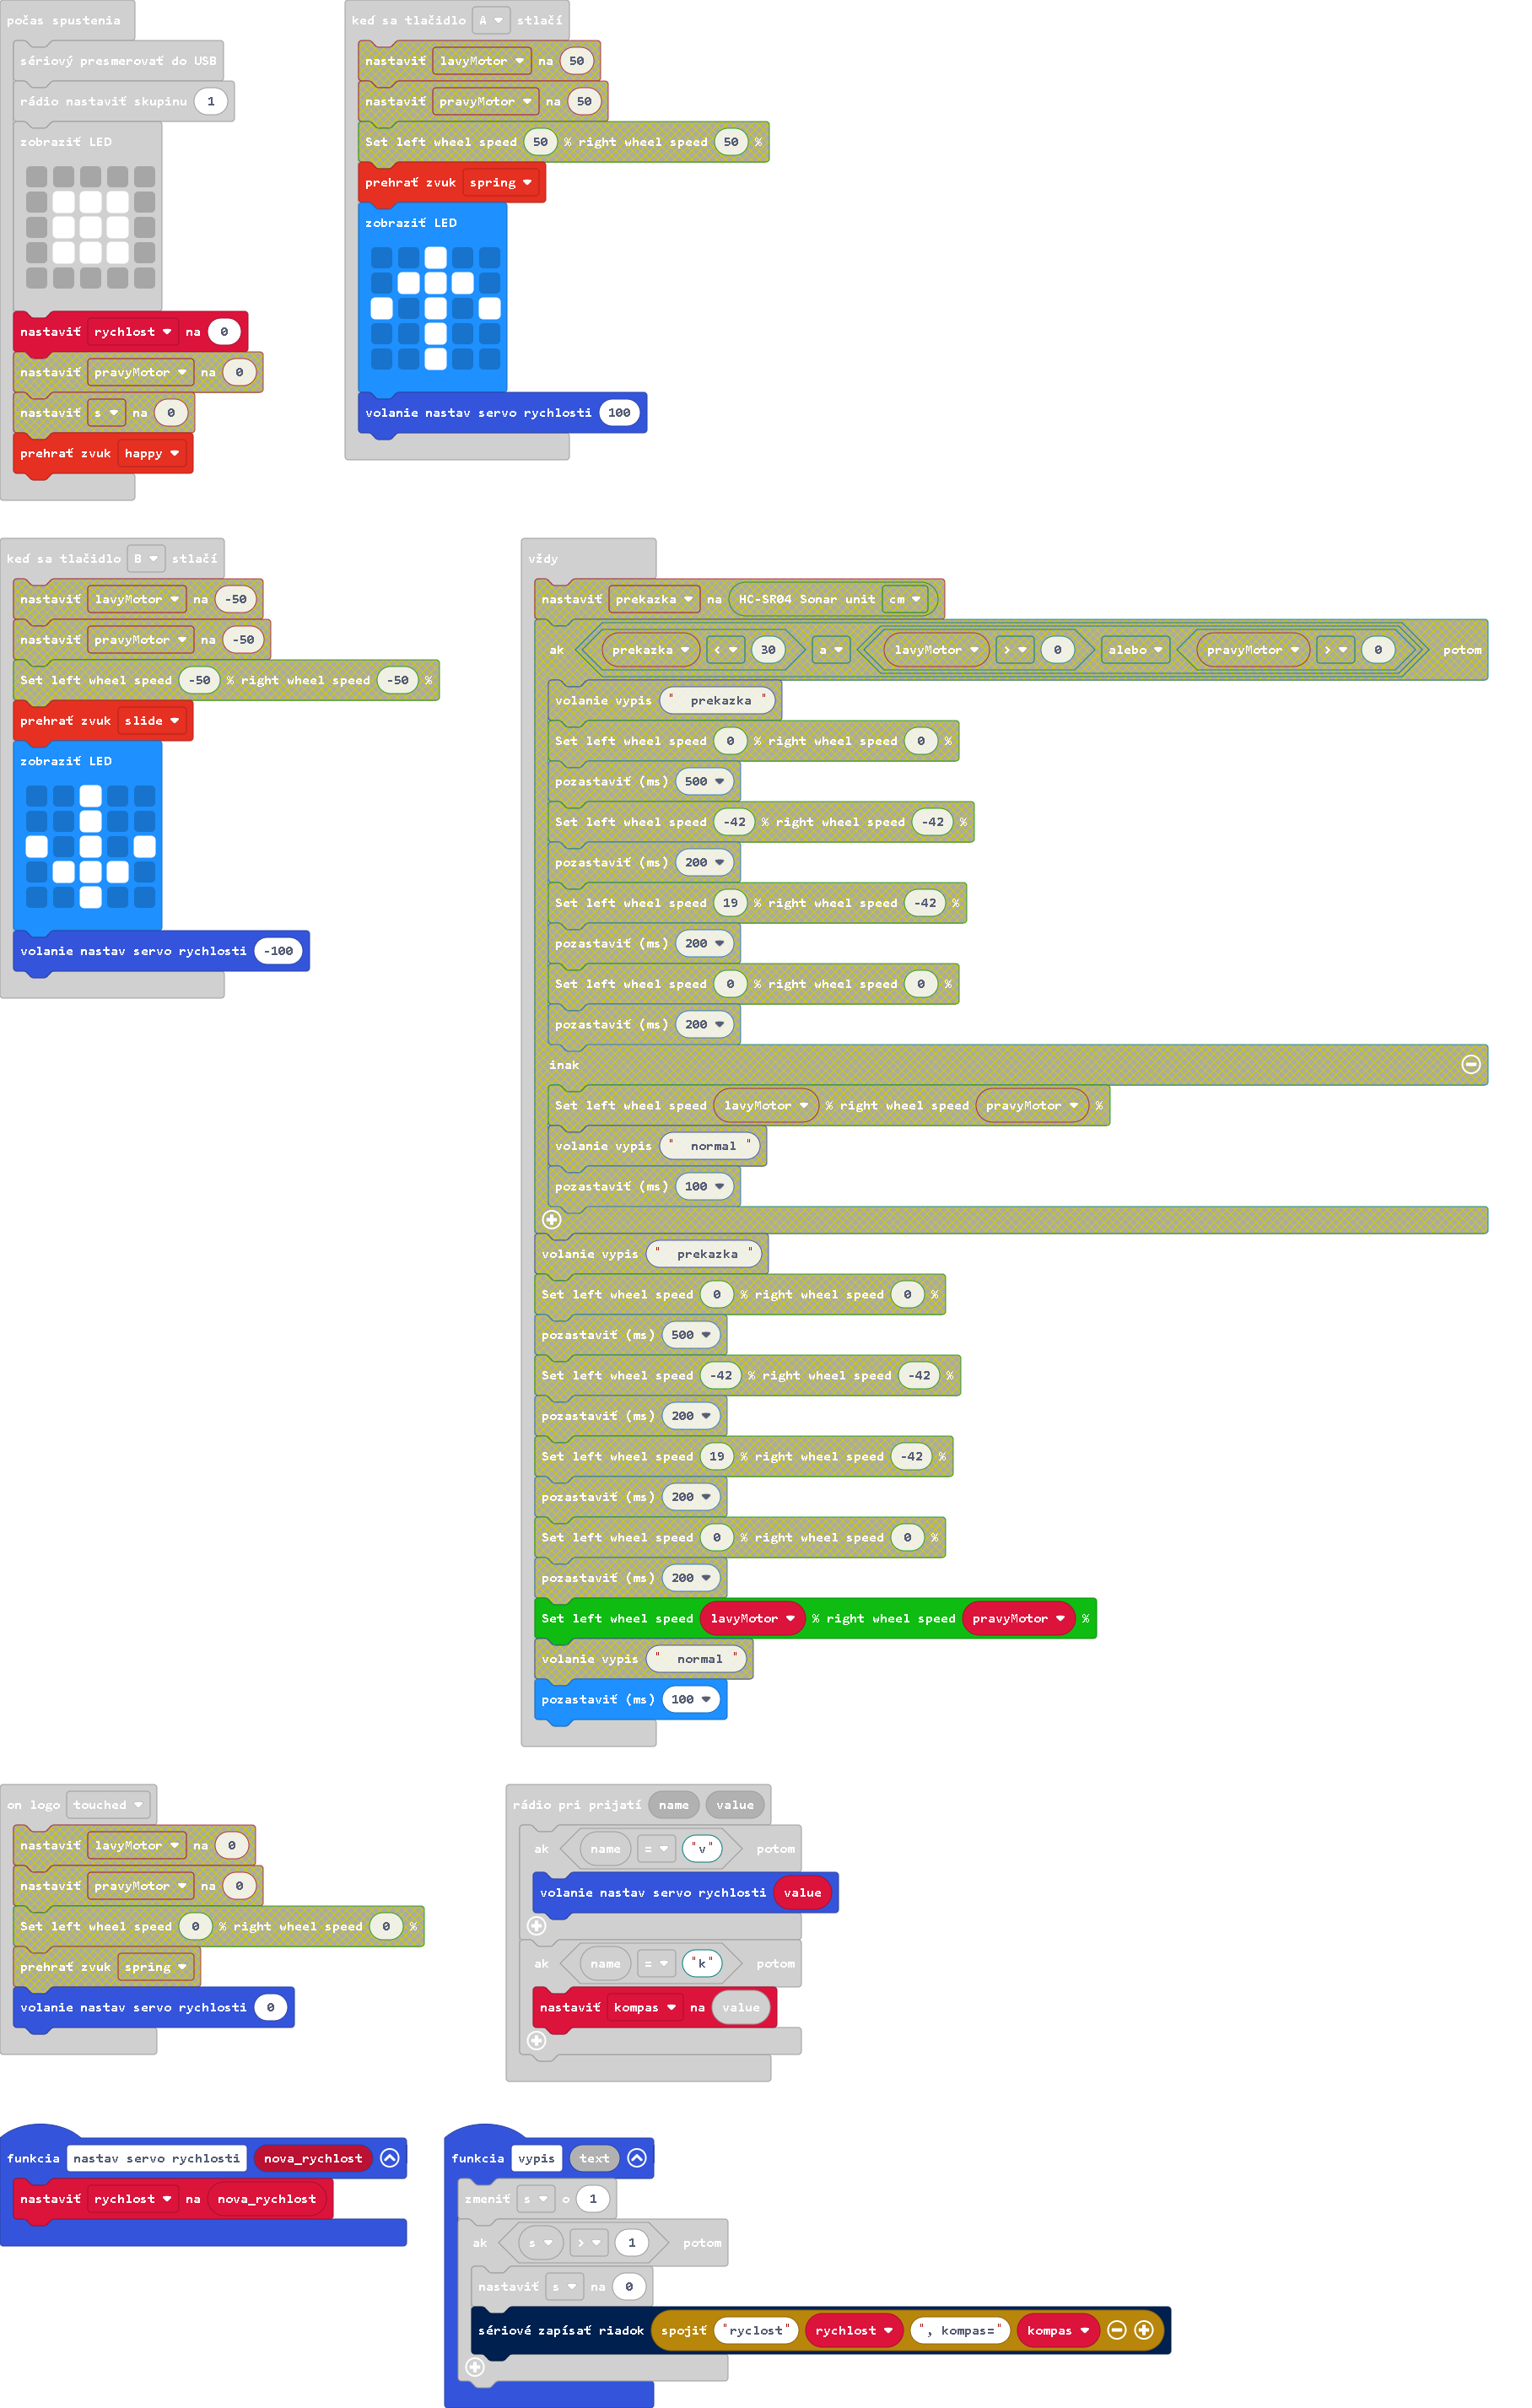 počas spustenia
sériový presmerovať do USB
rádio nastaviť skupinu 1
zobraziť LED
nastaviť rychlost na 0
nastaviť pravyMotor na 0
nastaviť s na 0
prehrať zvuk happy
keď sa tlačidlo A stlačí
nastaviť lavyMotor na 50
nastaviť pravyMotor na 50
Set left wheel speed 50 % right wheel speed 50 %
prehrať zvuk spring
zobraziť LED
volanie nastav servo rychlosti 100
keď sa tlačidlo B stlačí
nastaviť lavyMotor na -50
nastaviť pravyMotor na -50
Set left wheel speed -50 % right wheel speed -50 %
prehrať zvuk slide
zobraziť LED
volanie nastav servo rychlosti -100
vždy
nastaviť prekazka na HC-SR04 Sonar unit cm
ak prekazka < 30 a lavyMotor > 0 alebo pravyMotor > 0 potom
volanie vypis " prekazka "
Set left wheel speed 0 % right wheel speed 0 %
pozastaviť (ms) 500
Set left wheel speed -42 % right wheel speed -42 %
pozastaviť (ms) 200
Set left wheel speed 19 % right wheel speed -42 %
pozastaviť (ms) 200
Set left wheel speed 0 % right wheel speed 0 %
pozastaviť (ms) 200
inak
Set left wheel speed lavyMotor % right wheel speed pravyMotor %
volanie vypis " normal "
pozastaviť (ms) 100
volanie vypis " prekazka "
Set left wheel speed 0 % right wheel speed 0 %
pozastaviť (ms) 500
Set left wheel speed -42 % right wheel speed -42 %
pozastaviť (ms) 200
Set left wheel speed 19 % right wheel speed -42 %
pozastaviť (ms) 200
Set left wheel speed 0 % right wheel speed 0 %
pozastaviť (ms) 200
Set left wheel speed lavyMotor % right wheel speed pravyMotor %
volanie vypis " normal "
pozastaviť (ms) 100
on logo touched
nastaviť lavyMotor na 0
nastaviť pravyMotor na 0
Set left wheel speed 0 % right wheel speed 0 %
prehrať zvuk spring
volanie nastav servo rychlosti 0
rádio pri prijatí name value
ak name = "v" potom
volanie nastav servo rychlosti value
ak name = "k" potom
nastaviť kompas na value
funkcia nastav servo rychlosti nova_rychlost
nastaviť rychlost na nova_rychlost
funkcia vypis text
zmeniť s o 1
ak s > 1 potom
nastaviť s na 0
sériové zapísať riadok spojiť "ryclost" rychlost ", kompas=" kompas